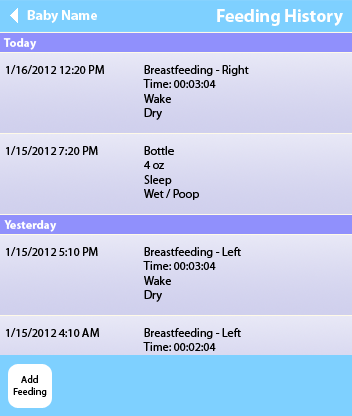 Baby Name
Feeding History
Today
1/16/2012 12:20 PM
Breastfeeding - Right
Time: 00:03:04
Wake
Dry
1/15/2012 7:20 PM
Bottle
4 oz
Sleep
Wet / Poop
Yesterday
1/15/2012 5:10 PM
Breastfeeding - Left
Time: 00:03:04
Wake
Dry
1/15/2012 4:10 AM
Breastfeeding - Left
Time: 00:02:04
Add
Feeding